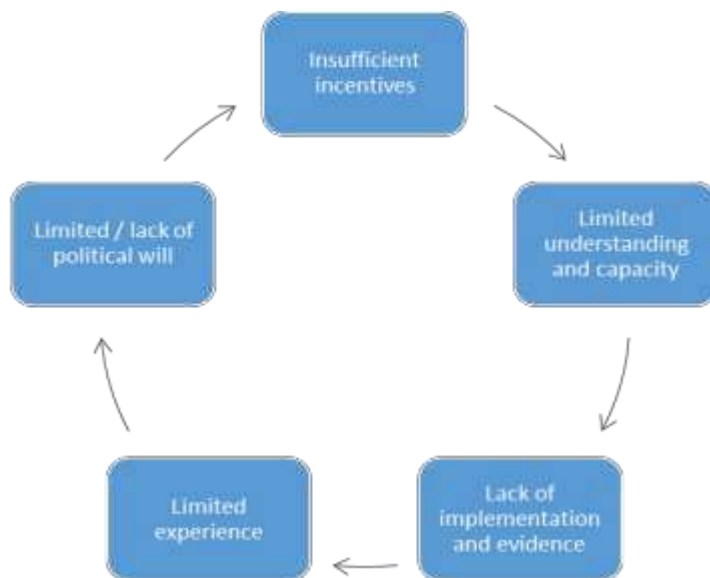 Insufficient
incentives
Limited
understanding
and capacity
Lack of
implementation
and evidence
Limited
experience
Limited / lack of
political will